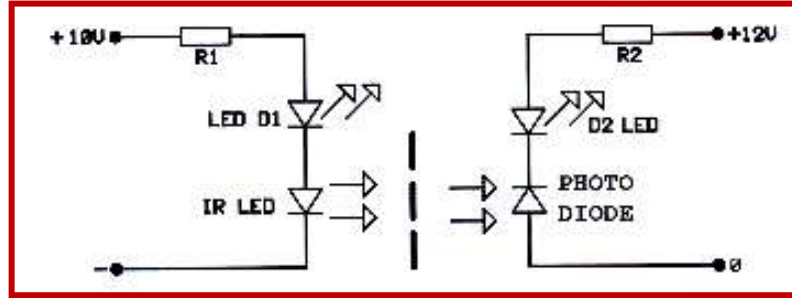 +10V
R1
R2
+12V
LED D1
D2 LED
IR LED
PHOTO
DIODE
-
0